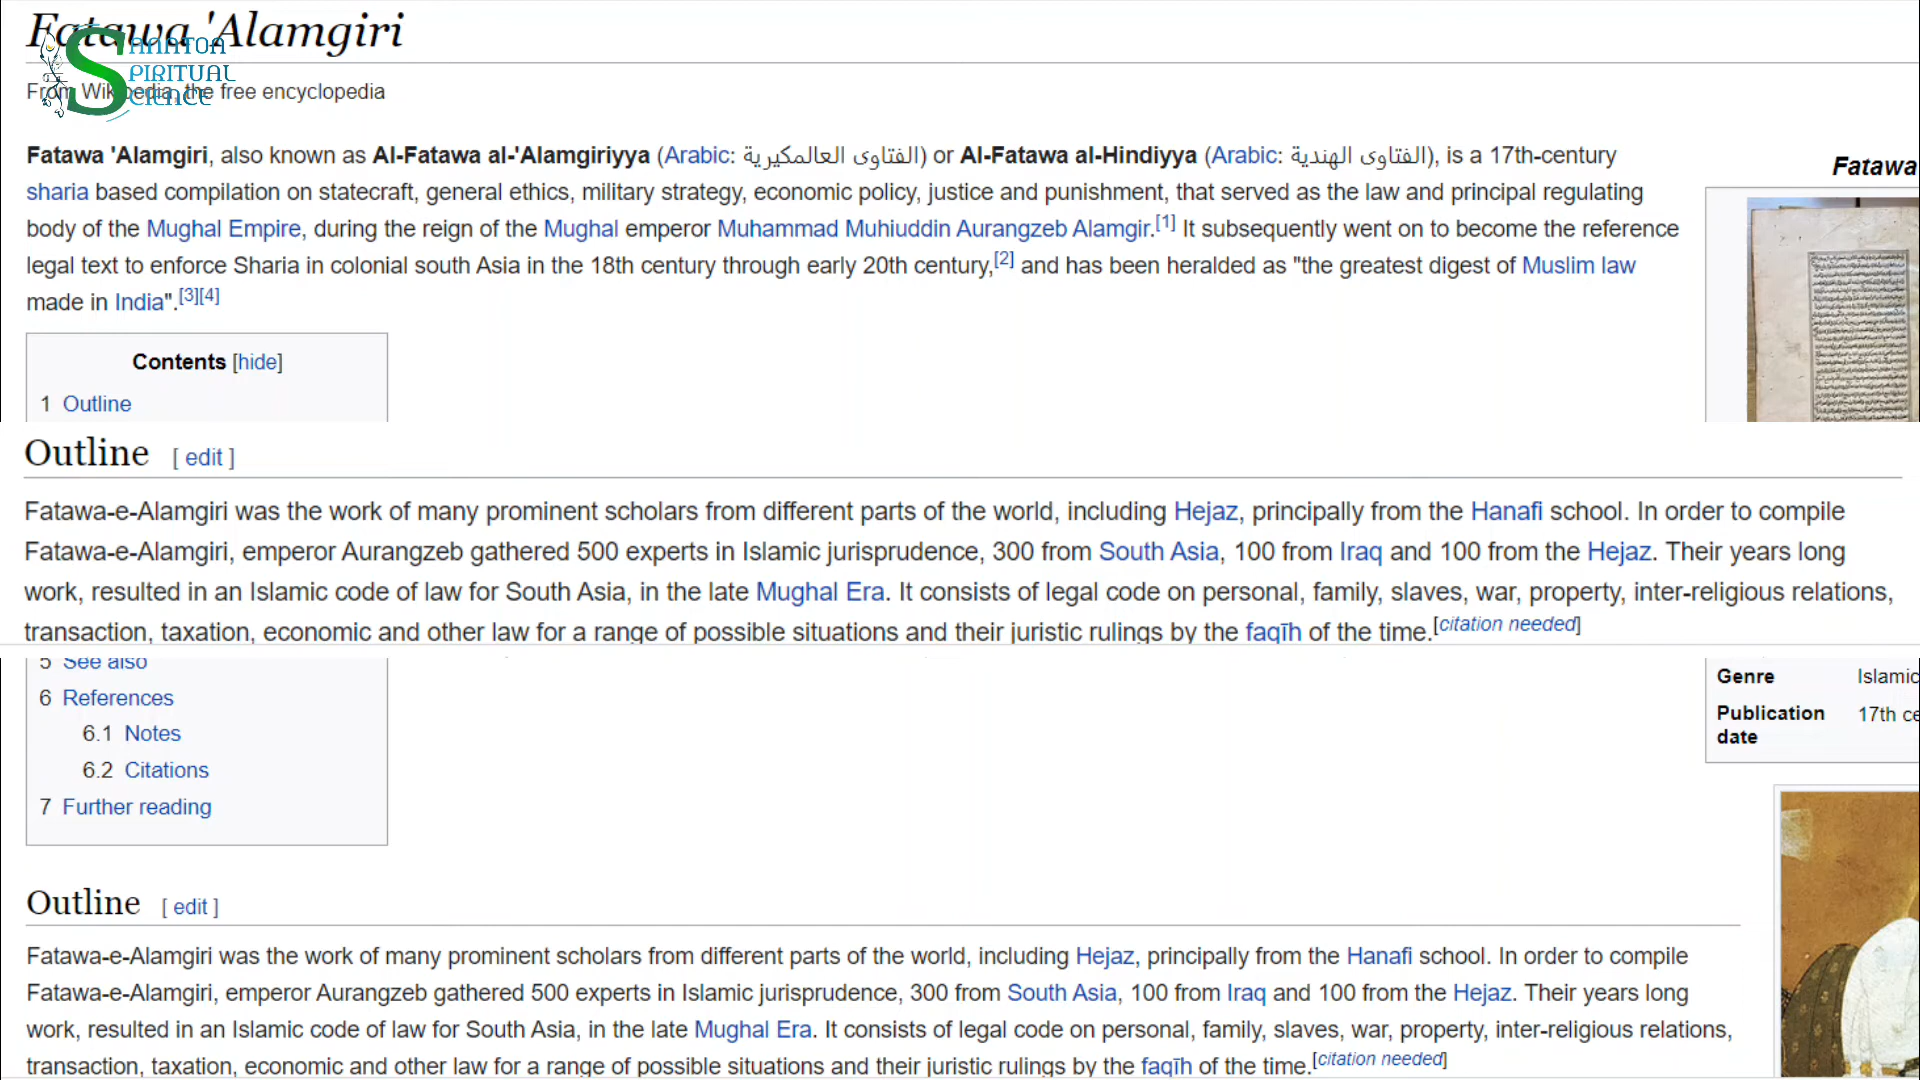 Fatawa 'Alamgiri
SANATOA
SPIRITUAL
SCIENCE
From Wikipedia, the free encyclopedia
Fatawa 'Alamgiri, also known as Al-Fatawa al-'Alamgiriyya (Arabic: الفتاوى العالمكيرية) or Al-Fatawa al-Hindiyya (Arabic: الفتاوى الهندية), is a 17th-century
sharia based compilation on statecraft, general ethics, military strategy, economic policy, justice and punishment, that served as the law and principal regulating
body of the Mughal Empire, during the reign of the Mughal emperor Muhammad Muhiuddin Aurangzeb Alamgir.[1] It subsequently went on to become the reference
legal text to enforce Sharia in colonial south Asia in the 18th century through early 20th century,[2] and has been heralded as "the greatest digest of Muslim law
made in India".[3][4]
Fatawa
Contents [hide]
1 Outline
Outline [ edit ]
Fatawa-e-Alamgiri was the work of many prominent scholars from different parts of the world, including Hejaz, principally from the Hanafi school. In order to compile
Fatawa-e-Alamgiri, emperor Aurangzeb gathered 500 experts in Islamic jurisprudence, 300 from South Asia, 100 from Iraq and 100 from the Hejaz. Their years long
work, resulted in an Islamic code of law for South Asia, in the late Mughal Era. It consists of legal code on personal, family, slaves, war, property, inter-religious relations,
transaction, taxation, economic and other law for a range of possible situations and their juristic rulings by the faqīh of the time.[citation needed]
5 See also
6 References
6.1 Notes
6.2 Citations
7 Further reading
Genre Islamic
Publication 17th ce
date
Outline [ edit ]
Fatawa-e-Alamgiri was the work of many prominent scholars from different parts of the world, including Hejaz, principally from the Hanafi school. In order to compile
Fatawa-e-Alamgiri, emperor Aurangzeb gathered 500 experts in Islamic jurisprudence, 300 from South Asia, 100 from Iraq and 100 from the Hejaz. Their years long
work, resulted in an Islamic code of law for South Asia, in the late Mughal Era. It consists of legal code on personal, family, slaves, war, property, inter-religious relations,
transaction, taxation, economic and other law for a range of possible situations and their juristic rulings by the faqīh of the time.[citation needed]